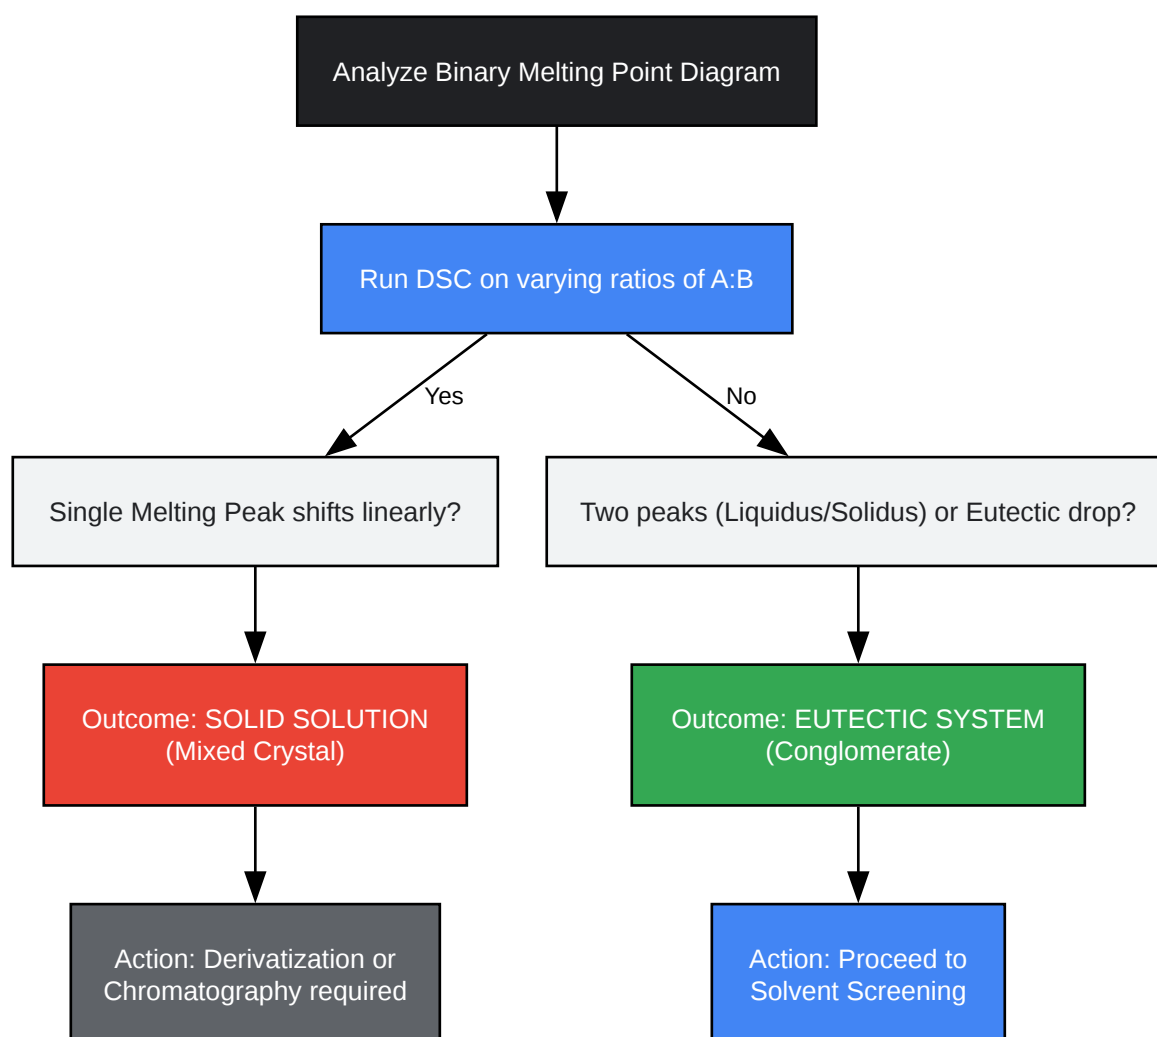 Analyze Binary Melting Point Diagram
Run DSC on varying ratios of A:B
Yes
No
Single Melting Peak shifts linearly?
Two peaks (Liquidus/Solidus) or Eutectic drop?
Outcome: SOLID SOLUTION
(Mixed Crystal)
Outcome: EUTECTIC SYSTEM
(Conglomerate)
Action: Derivatization or
Chromatography required
Action: Proceed to
Solvent Screening